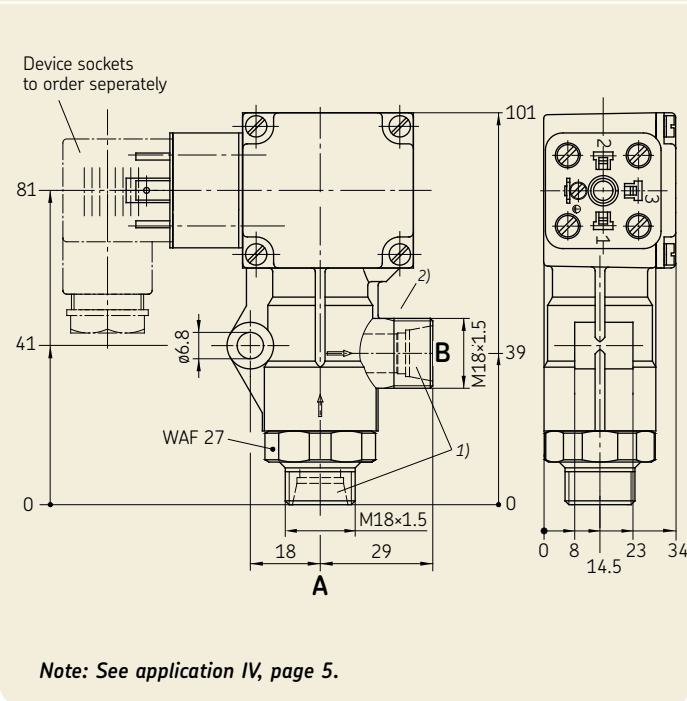 Device sockets
to order seperately
101
81
41
ø6.8
2)
B
M18×1.5
39
WAF 27
1)
0
0
M18×1.5
18
29
A
2
3
1
0
8
14.5
23
34
Note: See application IV, page 5.